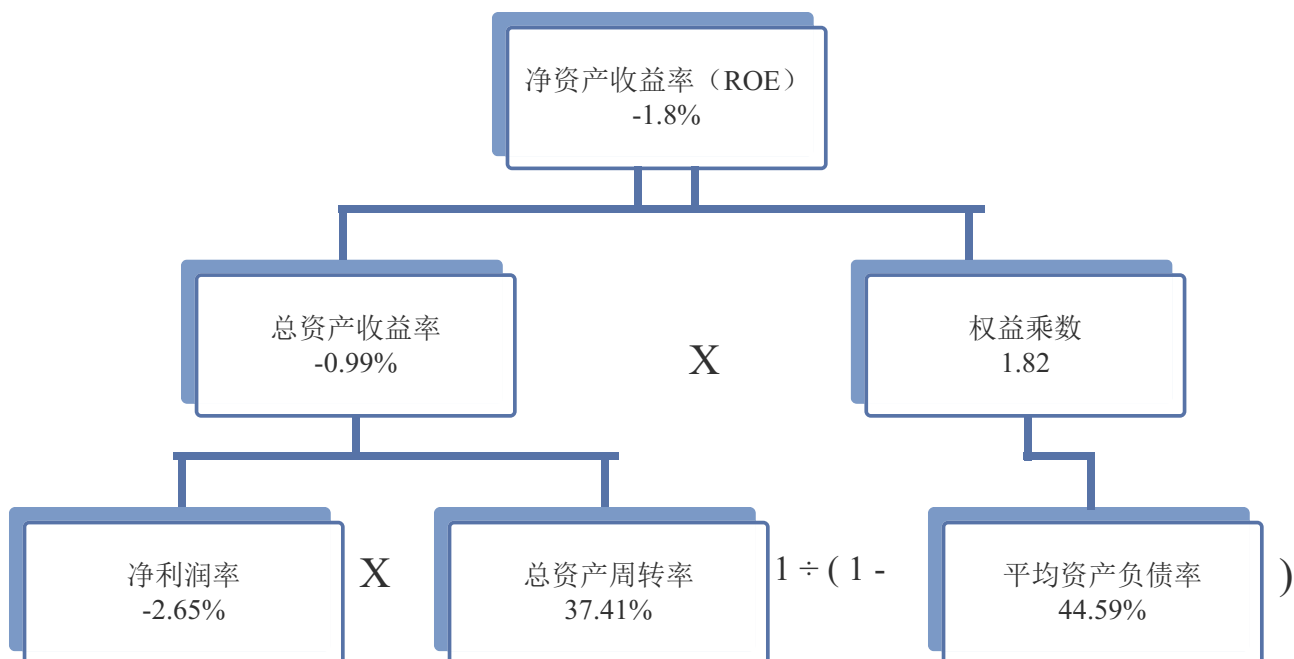 净资产收益率（ROE）
-1.8%
总资产收益率
-0.99%
X
权益乘数
1.82
净利润率
-2.65%
X
总资产周转率
37.41%
1 ÷ ( 1 -
平均资产负债率
44.59%
)